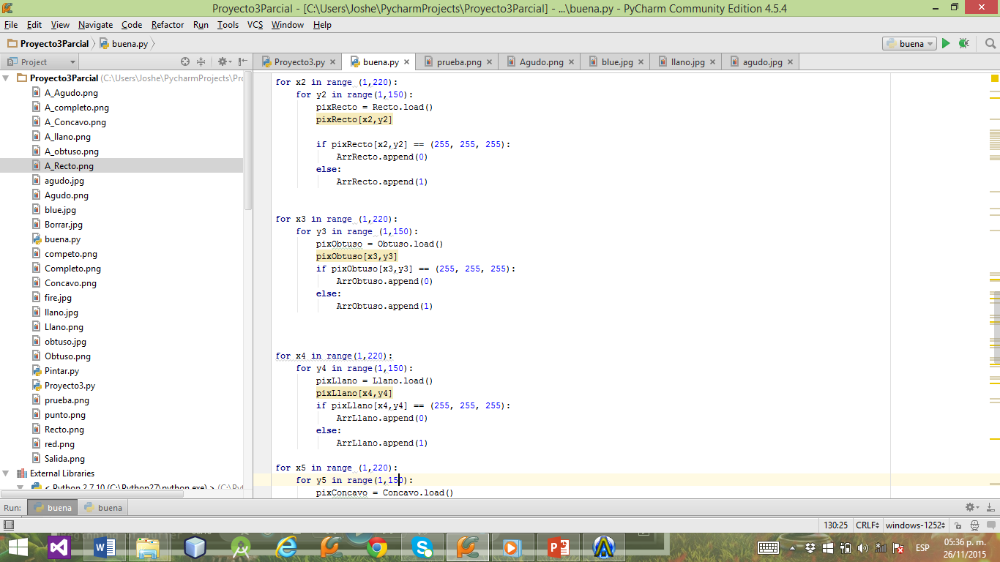 Proyecto3Parcial - [C:\Users\Joshe\PycharmProjects\Proyecto3Parcial] - ...\buena.py - PyCharm Community Edition 4.5.4
File Edit View Navigate Code Refactor Run Tools VCS Window Help
Proyecto3Parcial buena.py buena
Project
Proyecto3.py buena.py prueba.png Agudo.png blue.jpg llano.jpg agudo.jpg
Proyecto3Parcial (C:\Users\Joshe\PycharmProjects\Pr
A_Agudo.png
A_completo.png
A_Concavo.png
A_llano.png
A_obtuso.png
A_Recto.png
agudo.jpg
Agudo.png
blue.jpg
Borrar.jpg
buena.py
competo.png
Completo.png
Concavo.png
fire.jpg
llano.jpg
Llano.png
obtuso.jpg
Obtuso.png
Pintar.py
Proyecto3.py
prueba.png
punto.png
Recto.png
red.png
Salida.png
External Libraries
< Python 2.7.10 (C:\Python27\python.exe) > (C:\Pyt
for x2 in range (1,220):
    for y2 in range(1,150):
        pixRecto = Recto.load()
        pixRecto[x2,y2]
        if pixRecto[x2,y2] == (255, 255, 255):
            ArrRecto.append(0)
        else:
            ArrRecto.append(1)
for x3 in range (1,220):
    for y3 in range (1,150):
        pixObtuso = Obtuso.load()
        pixObtuso[x3,y3]
        if pixObtuso[x3,y3] == (255, 255, 255):
            ArrObtuso.append(0)
        else:
            ArrObtuso.append(1)
for x4 in range(1,220):
    for y4 in range(1,150):
        pixLlano = Llano.load()
        pixLlano[x4,y4]
        if pixLlano[x4,y4] == (255, 255, 255):
            ArrLlano.append(0)
        else:
            ArrLlano.append(1)
for x5 in range (1,220):
    for y5 in range(1,150):
        pixConcavo = Concavo.load()
Run: buena buena
130:25 CRLF windows-1252
ESP
05:36 p. m.
26/11/2015